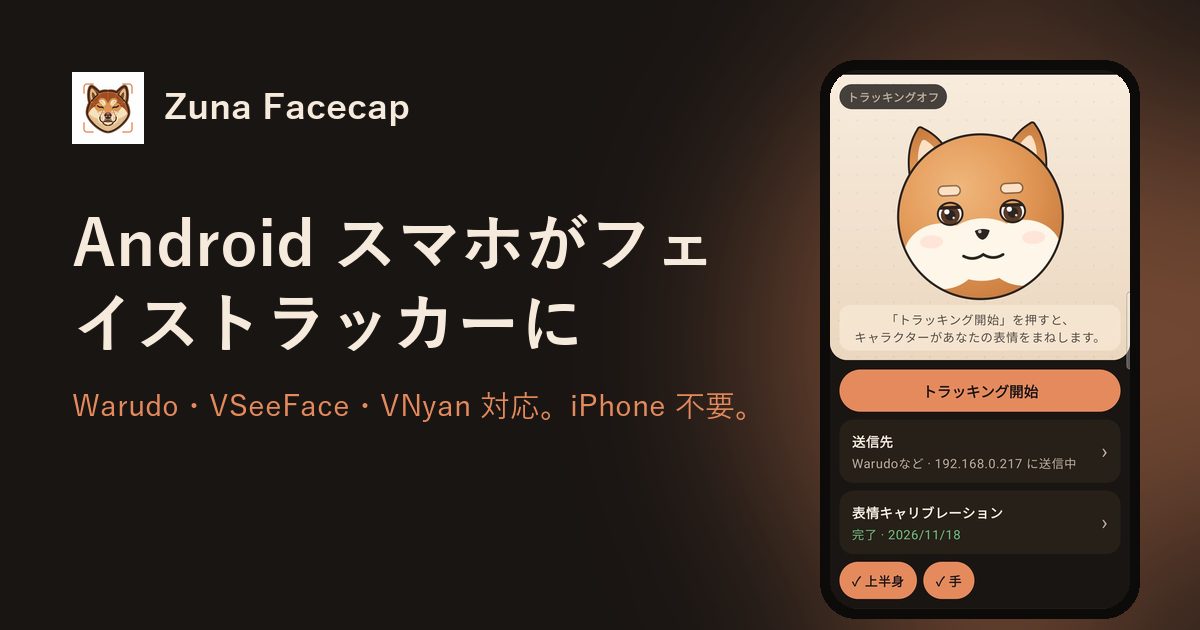 Zuna Facecap
Android スマホがフェ
イストラッカーに
Warudo・VSeeFace・VNyan 対応。iPhone 不要。
トラッキングオフ
「トラッキング開始」を押すと、
キャラクターがあなたの表情をまねします。
トラッキング開始
送信先
Warudoなど · 192.168.0.217 に送信中
表情キャリブレーション
完了 · 2026/11/18
✓ 上半身
✓ 手